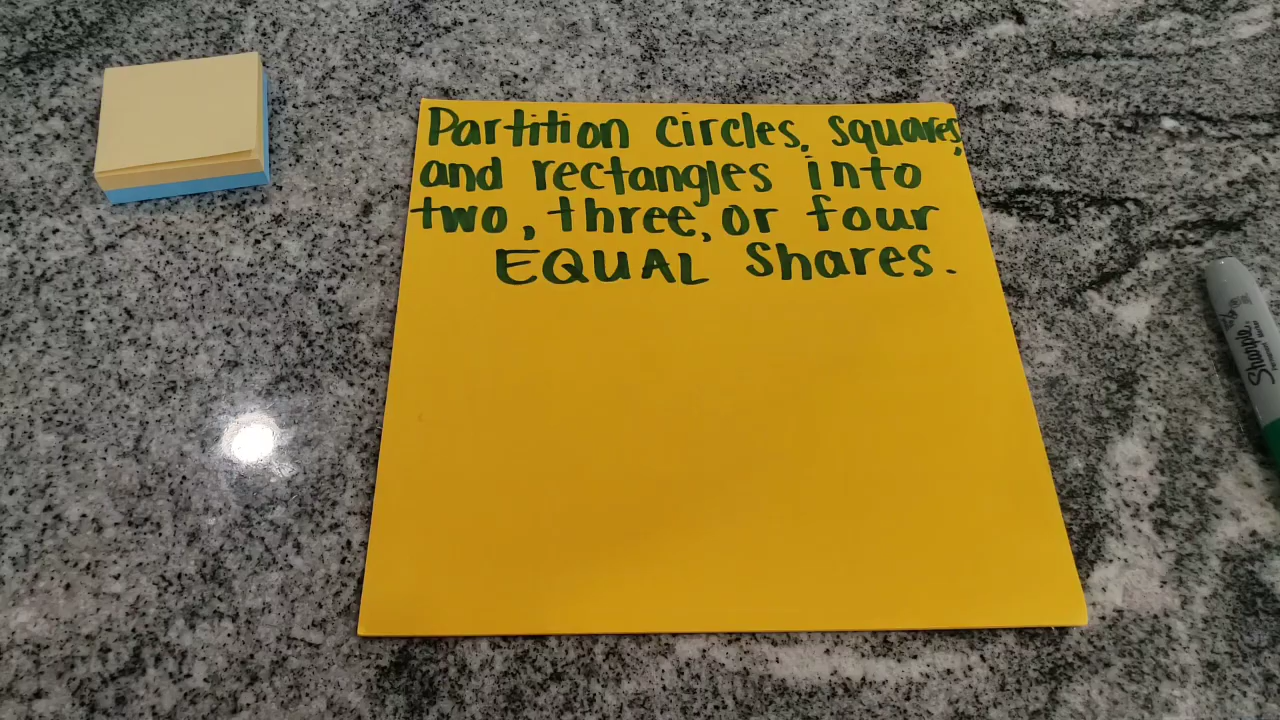 Partition circles, squares,
and rectangles into
two, three, or four
EQUAL Shares.
Sharpie